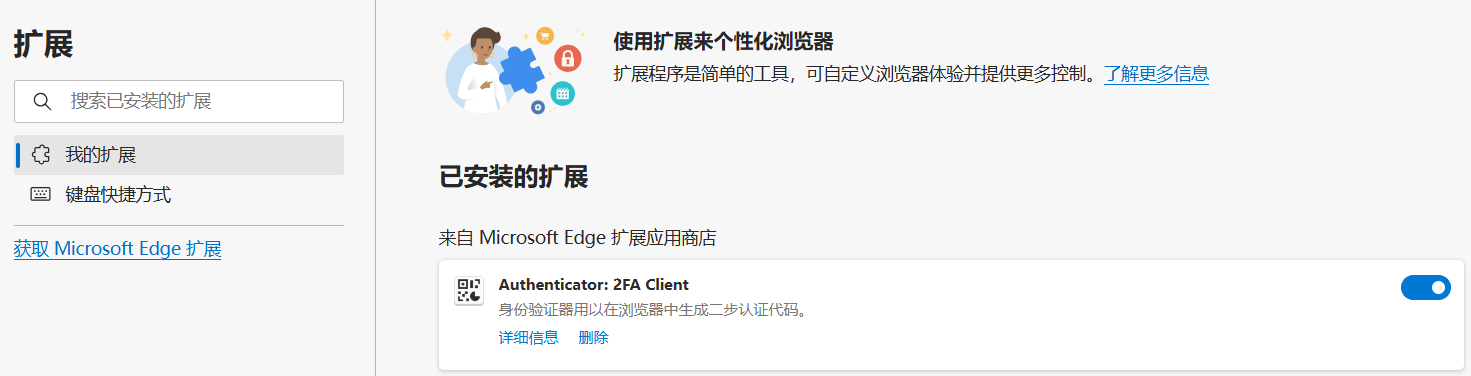 扩展
搜索已安装的扩展
我的扩展
键盘快捷方式
获取 Microsoft Edge 扩展
使用扩展来个性化浏览器
扩展程序是简单的工具，可自定义浏览器体验并提供更多控制。了解更多信息
已安装的扩展
来自 Microsoft Edge 扩展应用商店
Authenticator: 2FA Client
身份验证器用以在浏览器中生成二步认证代码。
详细信息 删除